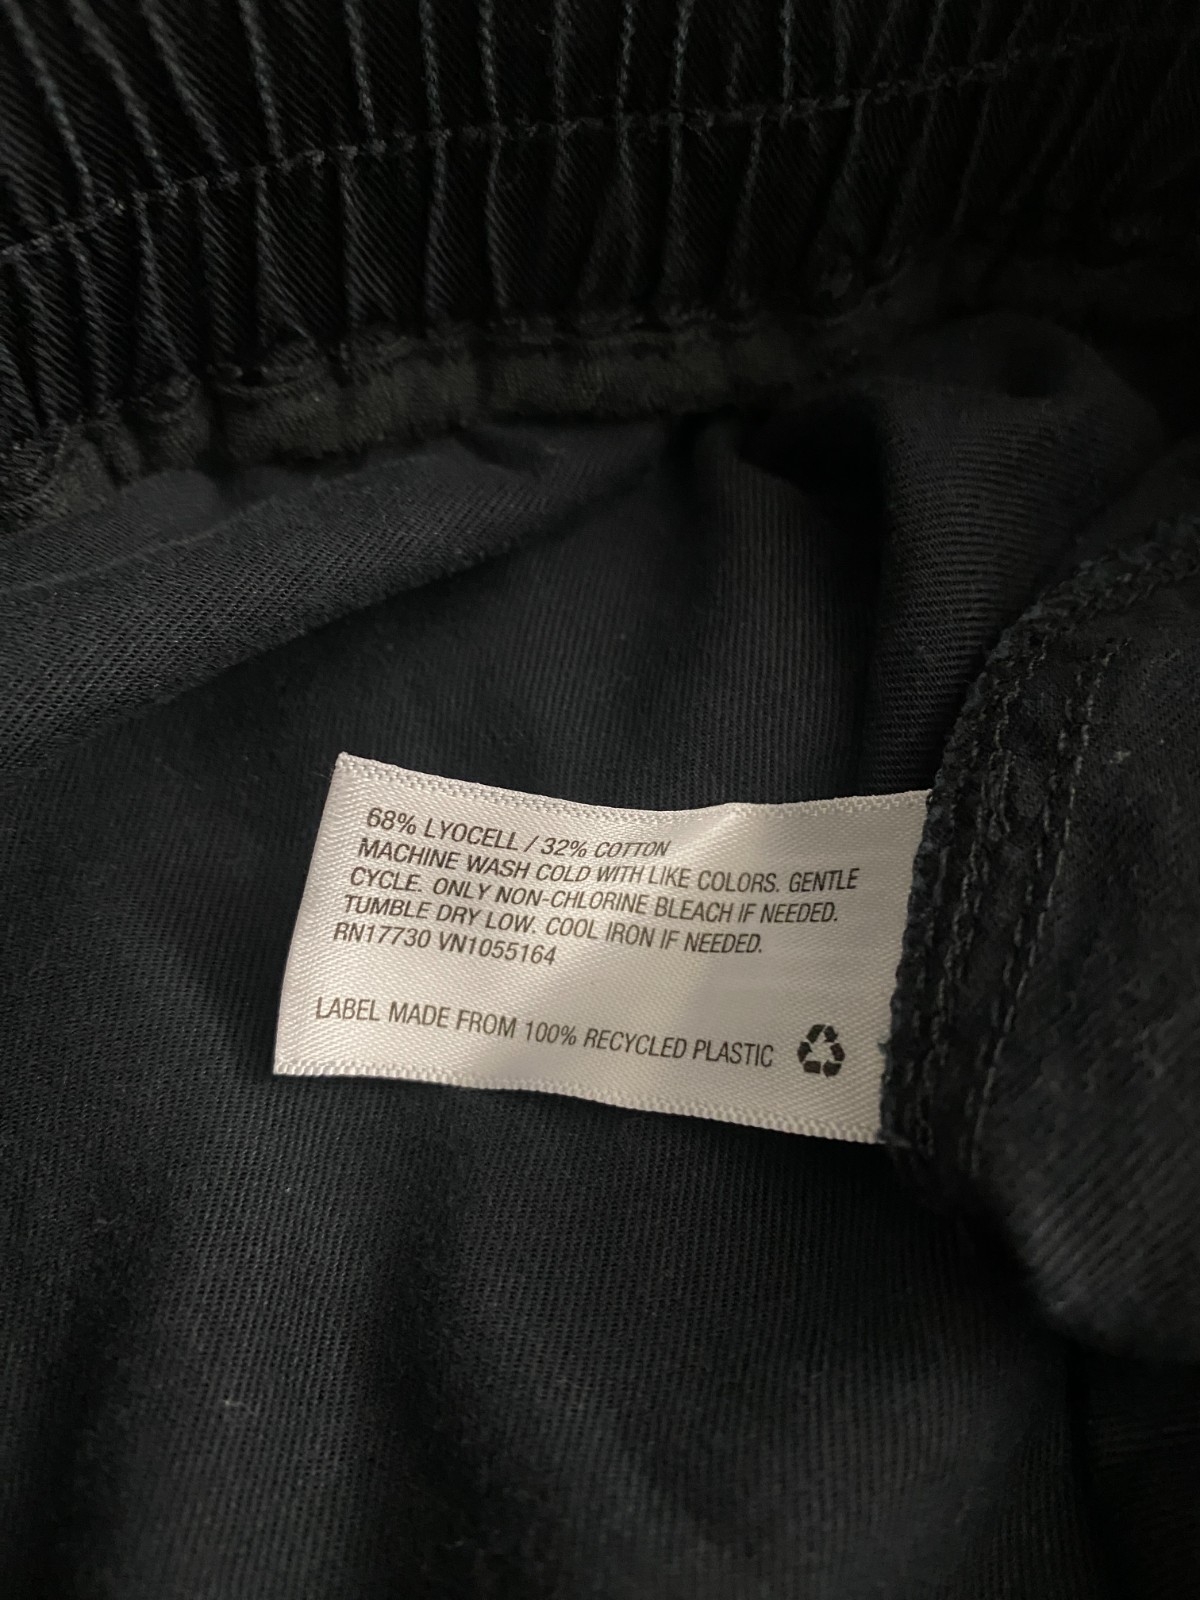 68% LYOCELL / 32% COTTON
MACHINE WASH COLD WITH LIKE COLORS. GENTLE
CYCLE. ONLY NON-CHLORINE BLEACH IF NEEDED.
TUMBLE DRY LOW. COOL IRON IF NEEDED.
RN17730 VN1055164
LABEL MADE FROM 100% RECYCLED PLASTIC